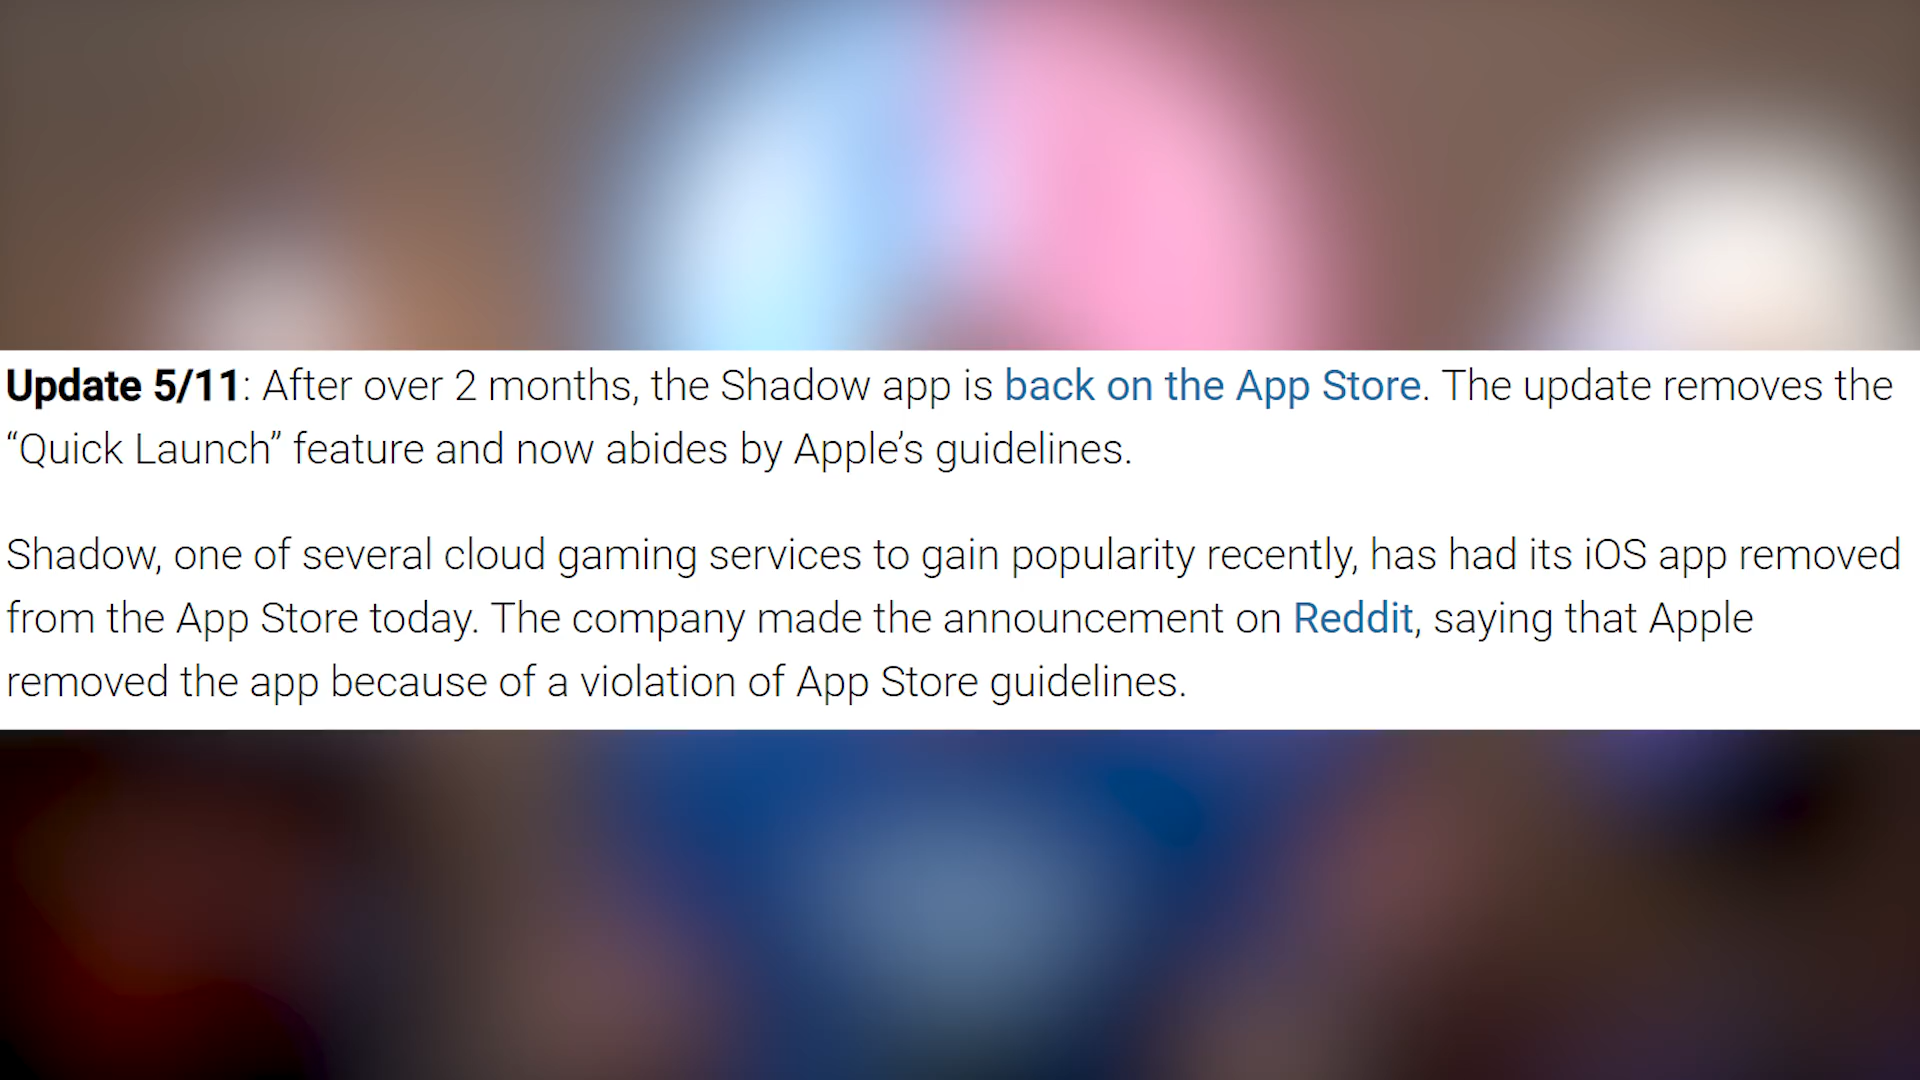 Update 5/11: After over 2 months, the Shadow app is back on the App Store. The update removes the
“Quick Launch” feature and now abides by Apple’s guidelines.
Shadow, one of several cloud gaming services to gain popularity recently, has had its iOS app removed
from the App Store today. The company made the announcement on Reddit, saying that Apple
removed the app because of a violation of App Store guidelines.